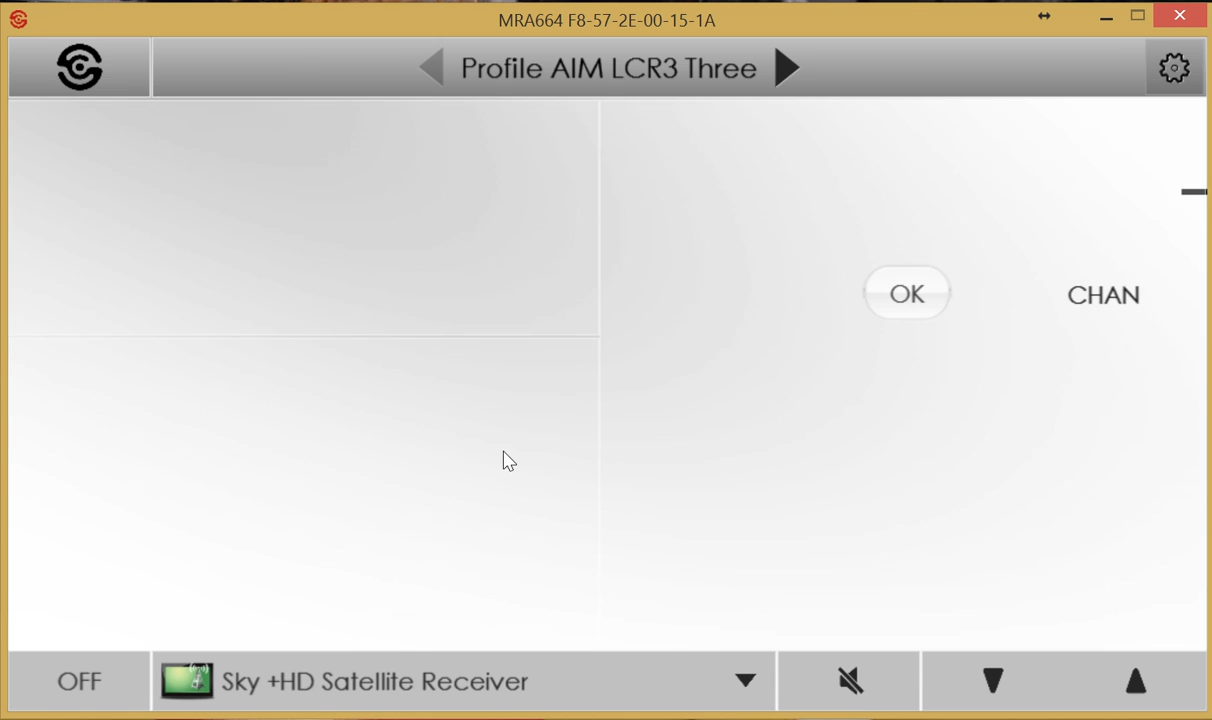 MRA664 F8-57-2E-00-15-1A
Profile AIM LCR3 Three
OK
CHAN
OFF
Sky +HD Satellite Receiver